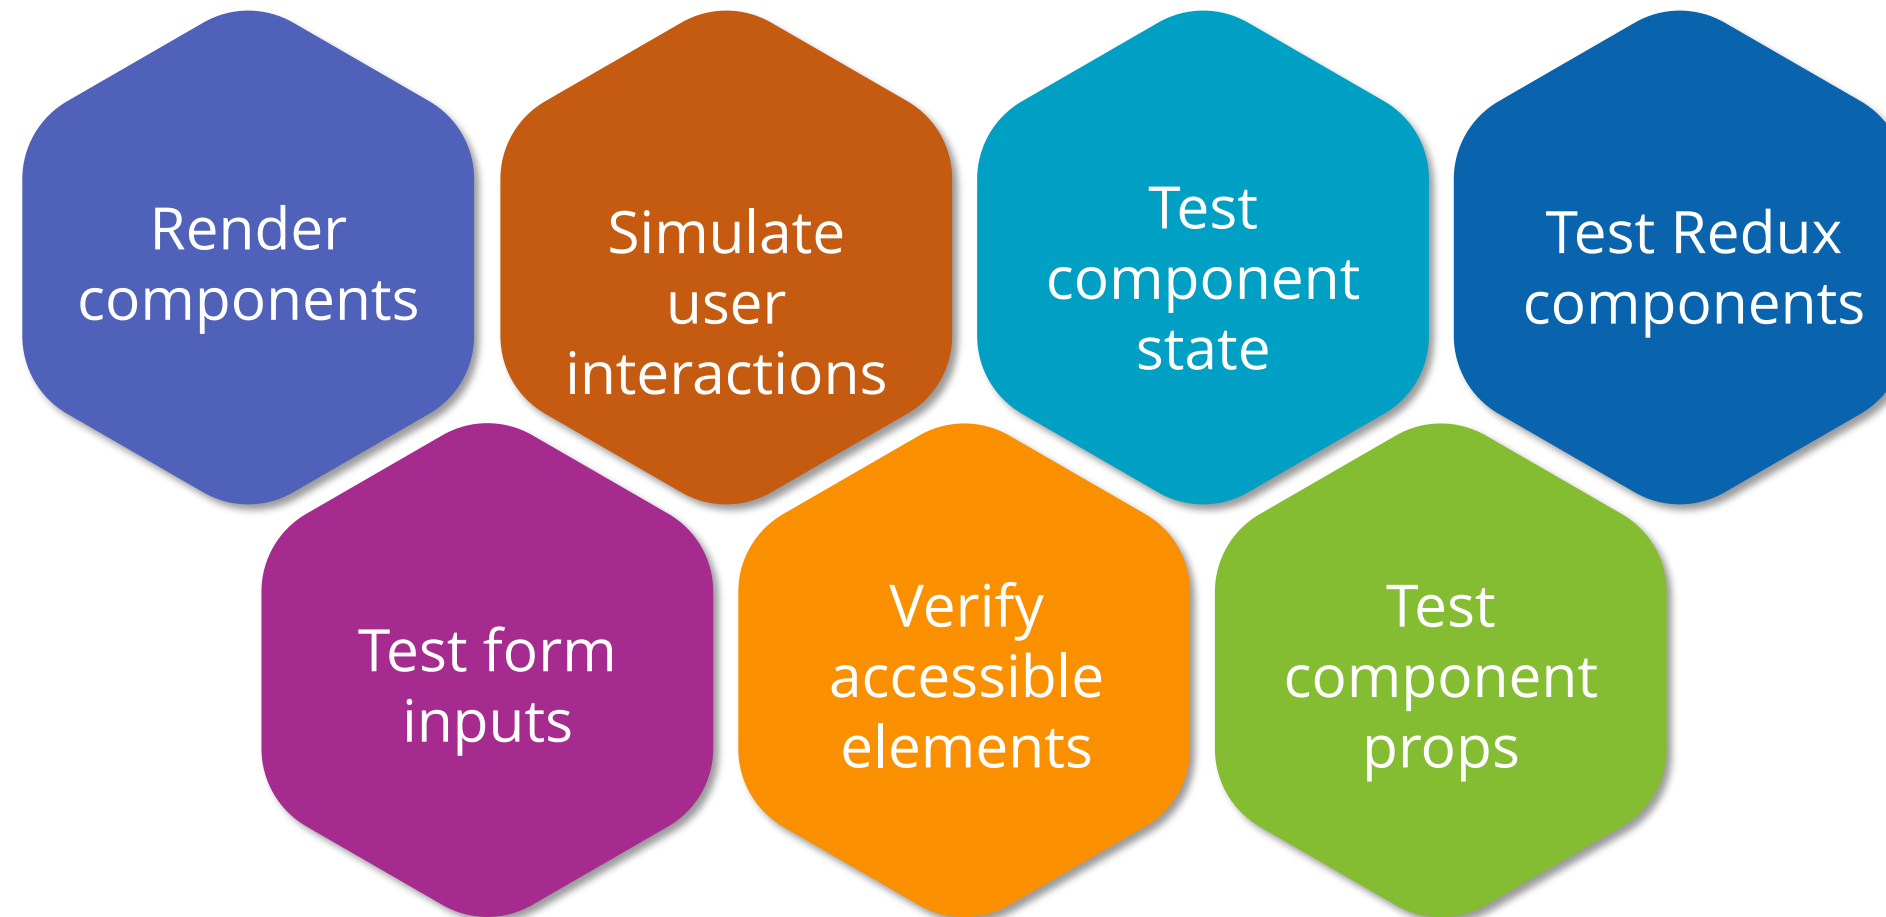 Render
components
Simulate
user
interactions
Test
component
state
Test Redux
components
Test form
inputs
Verify
accessible
elements
Test
component
props